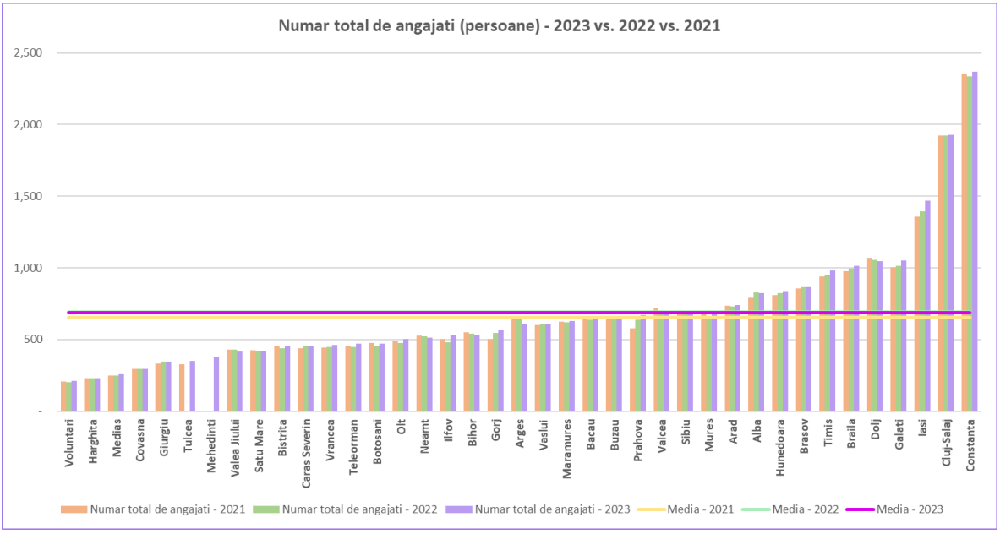 Numar total de angajati (persoane) - 2023 vs. 2022 vs. 2021
2,500
2,000
1,500
1,000
500
-
Voluntari
Harghita
Medias
Covasna
Giurgiu
Tulcea
Mehedinti
Valea Jiului
Satu Mare
Bistrita
Caras Severin
Vrancea
Teleorman
Botosani
Olt
Neamt
Ilfov
Bihor
Gorj
Arges
Vaslui
Maramures
Bacau
Buzau
Prahova
Valcea
Sibiu
Mures
Arad
Alba
Hunedoara
Brasov
Timis
Braila
Dolj
Galati
Iasi
Cluj-Salaj
Constanta
Numar total de angajati - 2021 Numar total de angajati - 2022 Numar total de angajati - 2023 Media - 2021 Media - 2022 Media - 2023